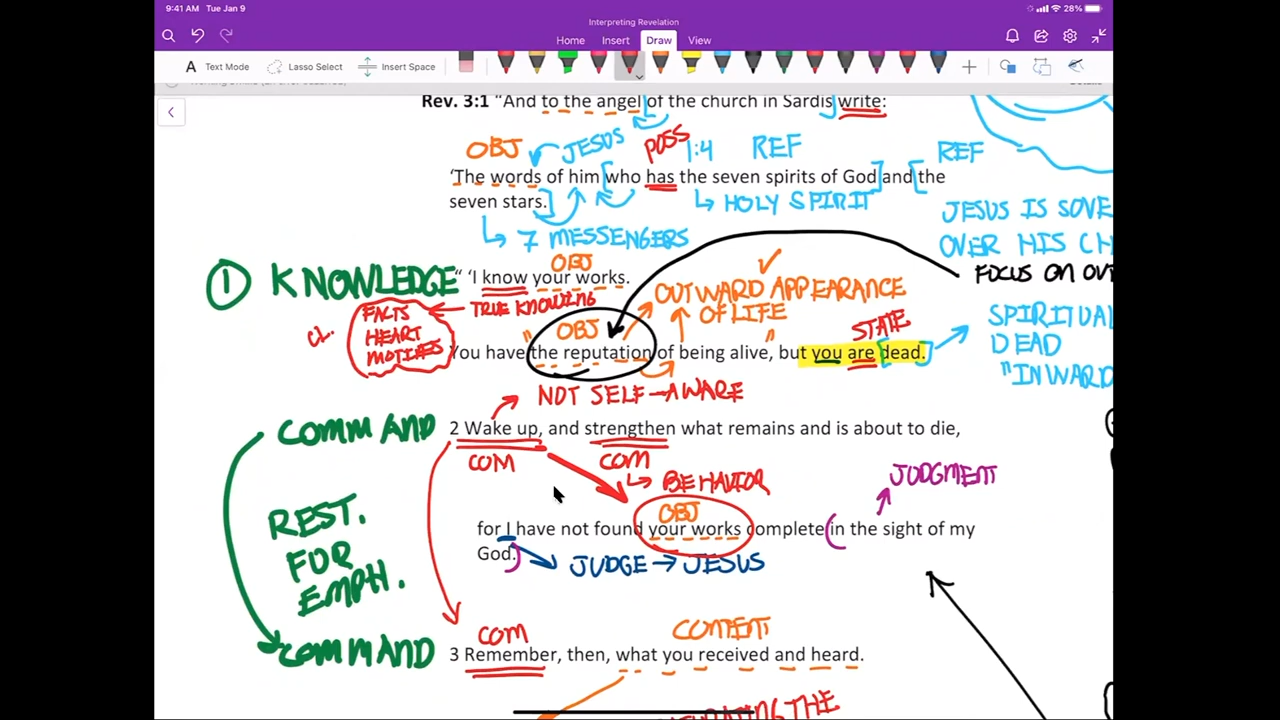 9:41 AM Tue Jan 9
28%
Interpreting Revelation
Home Insert Draw View
Text Mode Lasso Select Insert Space
Rev. 3:1 “And to the angel of the church in Sardis write:
OBJ JESUS POSS 1:4 REF REF
‘The words of him who has the seven spirits of God and the
seven stars.
HOLY SPIRIT
7 MESSENGERS
JESUS IS SOVE
OVER HIS CH
FOCUS ON OU
OBJ
1 KNOWLEDGE “ ‘I know your works.
FACTS TRUE KNOWING
HEART
MOTIVES
" OUTWARD APPEARANCE
OF LIFE "
OBJ STATE
SPIRITUAL
DEAD
"INWARD
You have the reputation of being alive, but you are dead.
NOT SELF-AWARE
COMMAND 2 Wake up, and strengthen what remains and is about to die,
COM COM
BEHAVIOR JUDGMENT
REST.
FOR
EMPH.
OBJ
for I have not found your works complete in the sight of my
God.
JUDGE → JESUS
COM CONTENT
COMMAND 3 Remember, then, what you received and heard.
THE